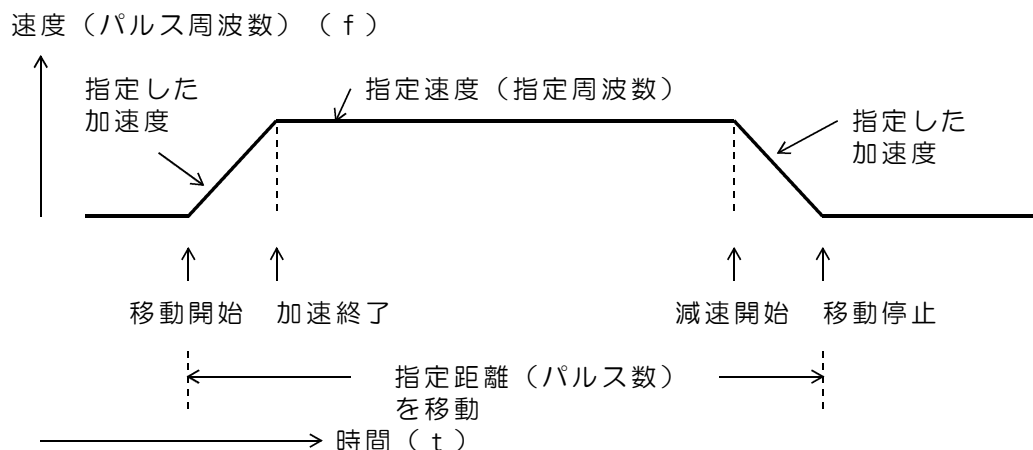 速度（パルス周波数）（ｆ）
指定した
加速度
指定速度（指定周波数）
指定した
加速度
移動開始
加速終了
減速開始
移動停止
指定距離（パルス数）
を移動
時間（ｔ）